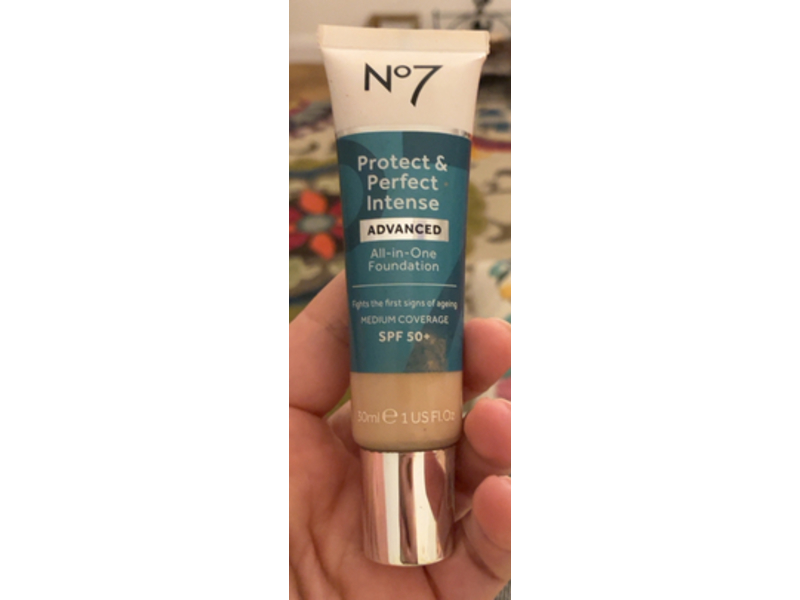 No7
Protect &
Perfect
Intense
ADVANCED
All-in-One
Foundation
Fights the first signs of ageing
MEDIUM COVERAGE
SPF 50+
30ml ℮ 1 US Fl. Oz